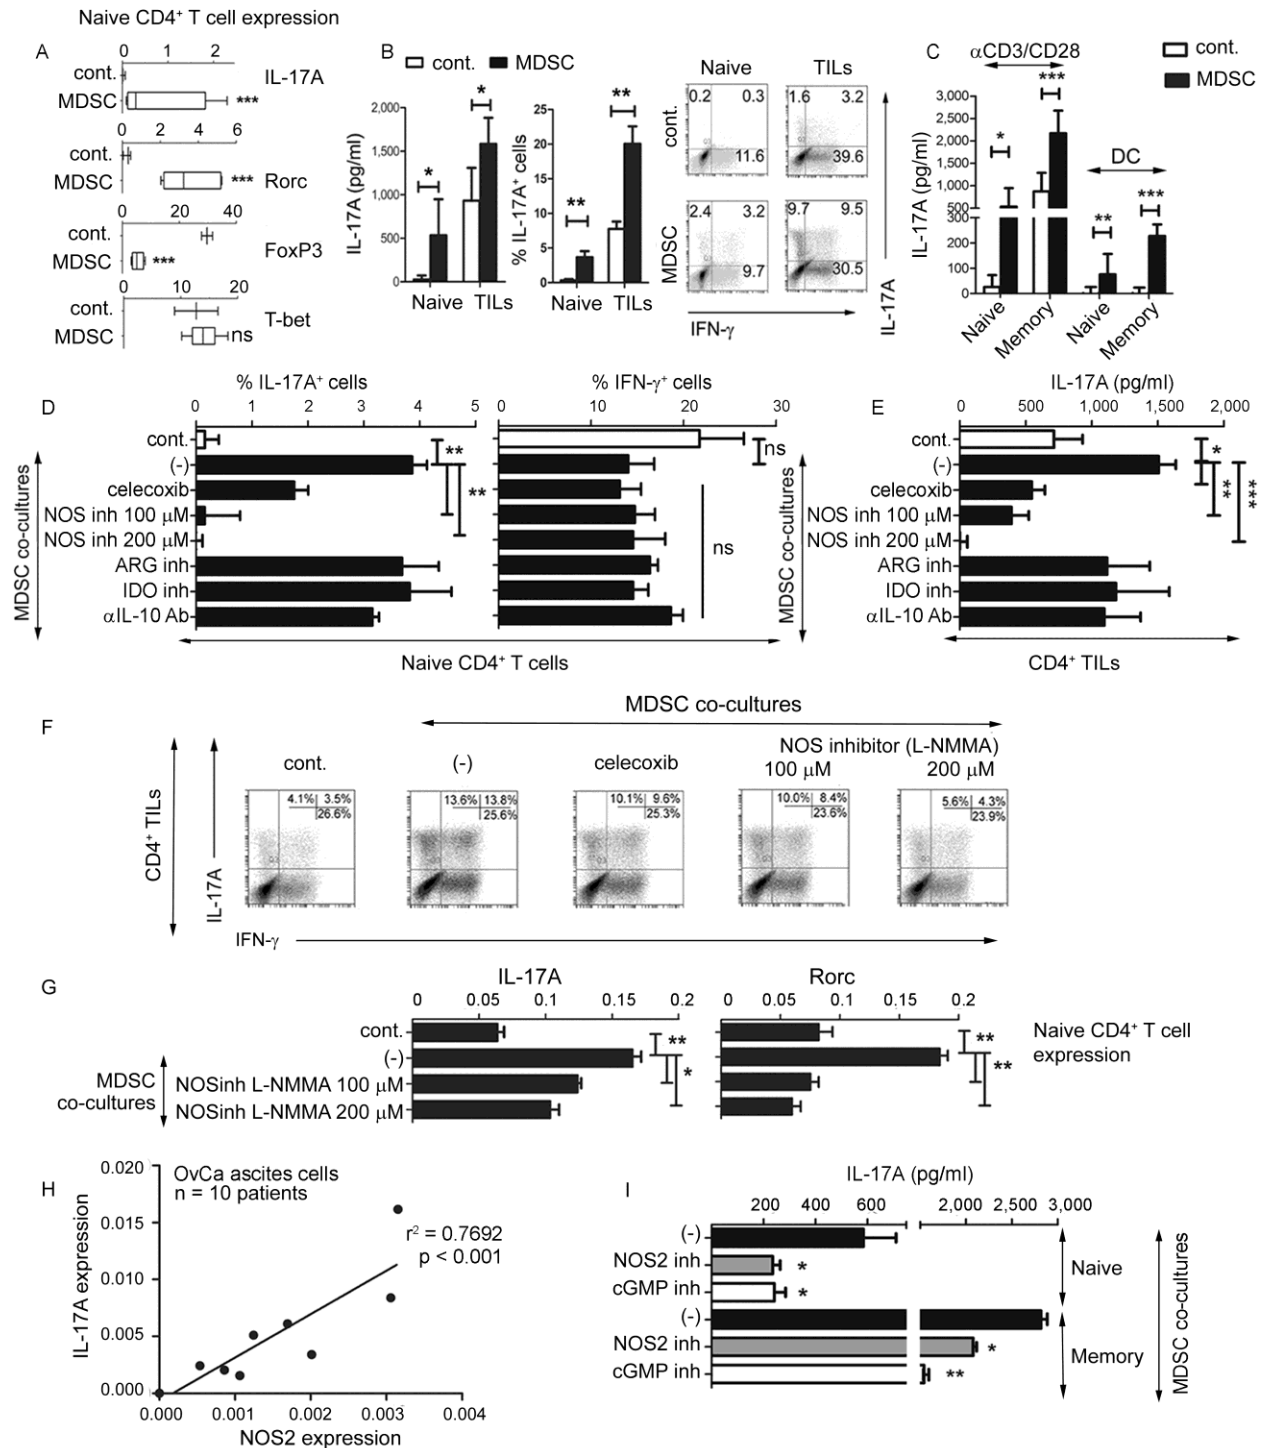 Naive CD4⁺ T cell expression
A
0 1 2
cont.
MDSC
IL-17A
***
0 2 4 6
cont.
MDSC
Rorc
***
0 20 40
cont.
MDSC
FoxP3
***
0 10 20
cont.
MDSC
T-bet
ns
B
cont. MDSC
IL-17A (pg/ml)
2,000
1,500
1,000
500
0
* *
Naive TILs
% IL-17A⁺ cells
25
20
15
10
5
0
** **
Naive TILs
Naive TILs
cont.
0.2 0.3
11.6
1.6 3.2
39.6
MDSC
2.4 3.2
9.7
9.7 9.5
30.5
IFN-γ
IL-17A
C
αCD3/CD28
cont.
MDSC
IL-17A (pg/ml)
3,000
2,500
2,000
1,500
1,000
500
300
200
100
0
* ***
DC
** ***
Naive
Memory
Naive
Memory
D
% IL-17A⁺ cells
0 1 2 3 4 5
% IFN-γ⁺ cells
0 10 20 30
MDSC co-cultures
cont.
(-)
celecoxib
NOS inh 100 μM
NOS inh 200 μM
ARG inh
IDO inh
αIL-10 Ab
**
**
ns
ns
Naive CD4⁺ T cells
E
IL-17A (pg/ml)
0 500 1,000 1,500 2,000
MDSC co-cultures
cont.
(-)
celecoxib
NOS inh 100 μM
NOS inh 200 μM
ARG inh
IDO inh
αIL-10 Ab
*
**
***
CD4⁺ TILs
F
MDSC co-cultures
CD4⁺ TILs
IL-17A
cont.
(-)
celecoxib
NOS inhibitor (L-NMMA)
100 μM 200 μM
4.1% 3.5%
26.6%
13.6% 13.8%
25.6%
10.1% 9.6%
25.3%
10.0% 8.4%
23.6%
5.6% 4.3%
23.9%
IFN-γ
G
IL-17A
0 0.05 0.1 0.15 0.2
Rorc
0 0.05 0.1 0.15 0.2
cont.
(-)
MDSC
co-cultures
NOSinh L-NMMA 100 μM
NOSinh L-NMMA 200 μM
**
*
**
**
Naive CD4⁺ T cell
expression
H
OvCa ascites cells
n = 10 patients
r² = 0.7692
p < 0.001
IL-17A expression
0.020
0.015
0.010
0.005
0.000
0.000 0.001 0.002 0.003 0.004
NOS2 expression
I
IL-17A (pg/ml)
200 400 600 2,000 2,500 3,000
(-)
NOS2 inh *
cGMP inh *
Naive
(-)
NOS2 inh *
cGMP inh **
Memory
MDSC co-cultures